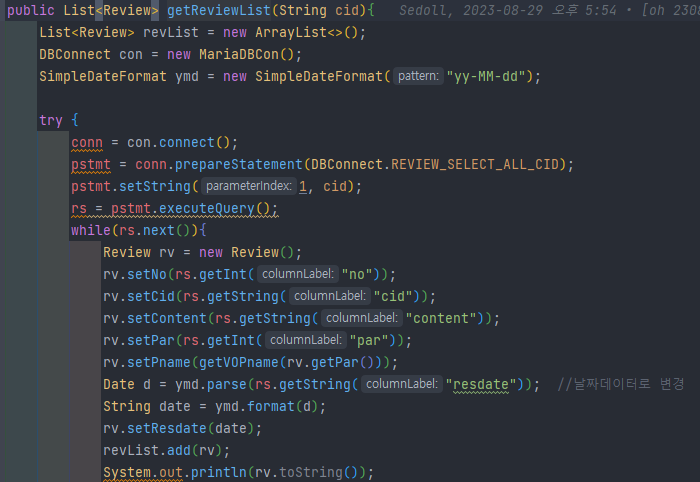 public List<Review> getReviewList(String cid){ Sedoll, 2023-08-29 오후 5:54 • [oh 2308
List<Review> revList = new ArrayList<>();
DBConnect con = new MariaDBCon();
SimpleDateFormat ymd = new SimpleDateFormat( pattern: "yy-MM-dd");
try {
conn = con.connect();
pstmt = conn.prepareStatement(DBConnect.REVIEW_SELECT_ALL_CID);
pstmt.setString( parameterIndex: 1, cid);
rs = pstmt.executeQuery();
while(rs.next()){
Review rv = new Review();
rv.setNo(rs.getInt( columnLabel: "no"));
rv.setCid(rs.getString( columnLabel: "cid"));
rv.setContent(rs.getString( columnLabel: "content"));
rv.setPar(rs.getInt( columnLabel: "par"));
rv.setPname(getVOPname(rv.getPar()));
Date d = ymd.parse(rs.getString( columnLabel: "resdate")); //날짜데이터로 변경
String date = ymd.format(d);
rv.setResdate(date);
revList.add(rv);
System.out.println(rv.toString());